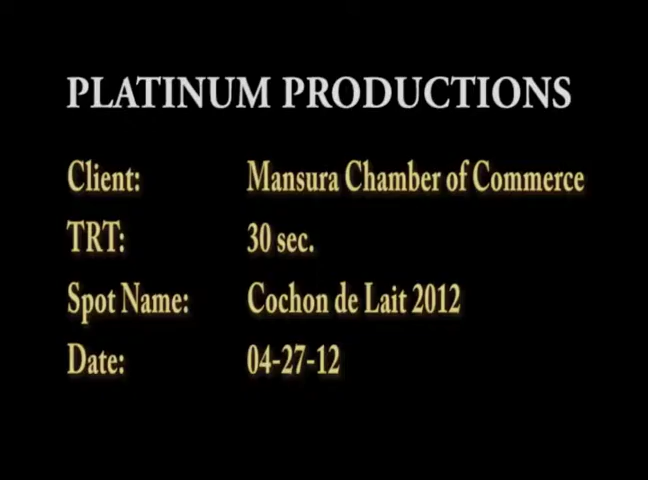 PLATINUM PRODUCTIONS
Client: Mansura Chamber of Commerce
TRT: 30 sec.
Spot Name: Cochon de Lait 2012
Date: 04-27-12